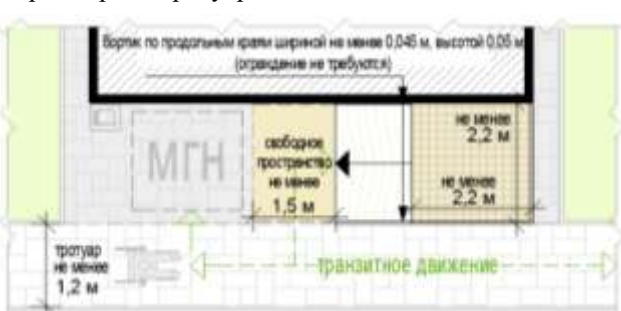 Бортик по продольным краям шириной не менее 0,045 м, высотой 0,05 м
(ограждение не требуются)
не менее
2,2 м
МГН
свободное
пространство
не менее
1,5 м
не менее
2,2 м
тротуар
не менее
1,2 м
транзитное движение